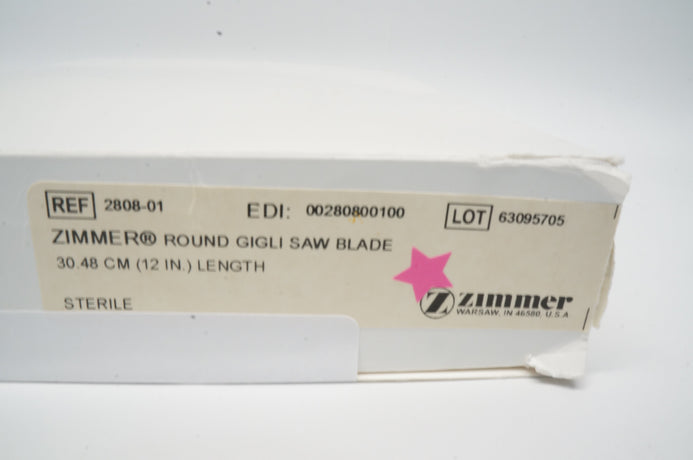 REF 2808-01 EDI: 00280800100 LOT 63095705
ZIMMER® ROUND GIGLI SAW BLADE
30.48 CM (12 IN.) LENGTH
STERILE
Z zimmer
WARSAW, IN 46580, U.S.A.